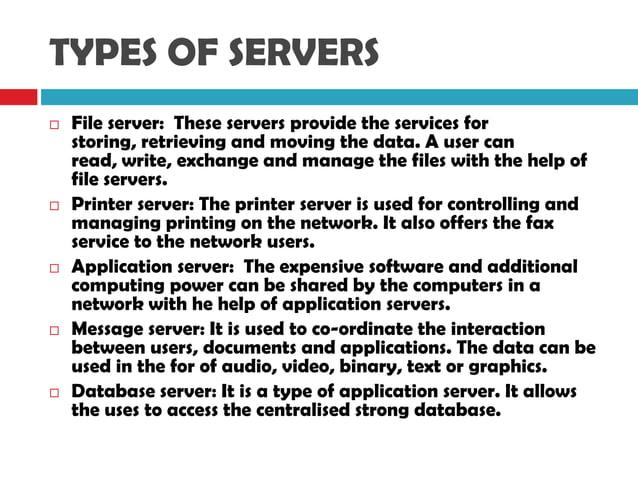 TYPES OF SERVERS
File server:  These servers provide the services for
storing, retrieving and moving the data. A user can
read, write, exchange and manage the files with the help of
file servers.
Printer server: The printer server is used for controlling and
managing printing on the network. It also offers the fax
service to the network users.
Application server:  The expensive software and additional
computing power can be shared by the computers in a
network with he help of application servers.
Message server: It is used to co-ordinate the interaction
between users, documents and applications. The data can be
used in the for of audio, video, binary, text or graphics.
Database server: It is a type of application server. It allows
the uses to access the centralised strong database.